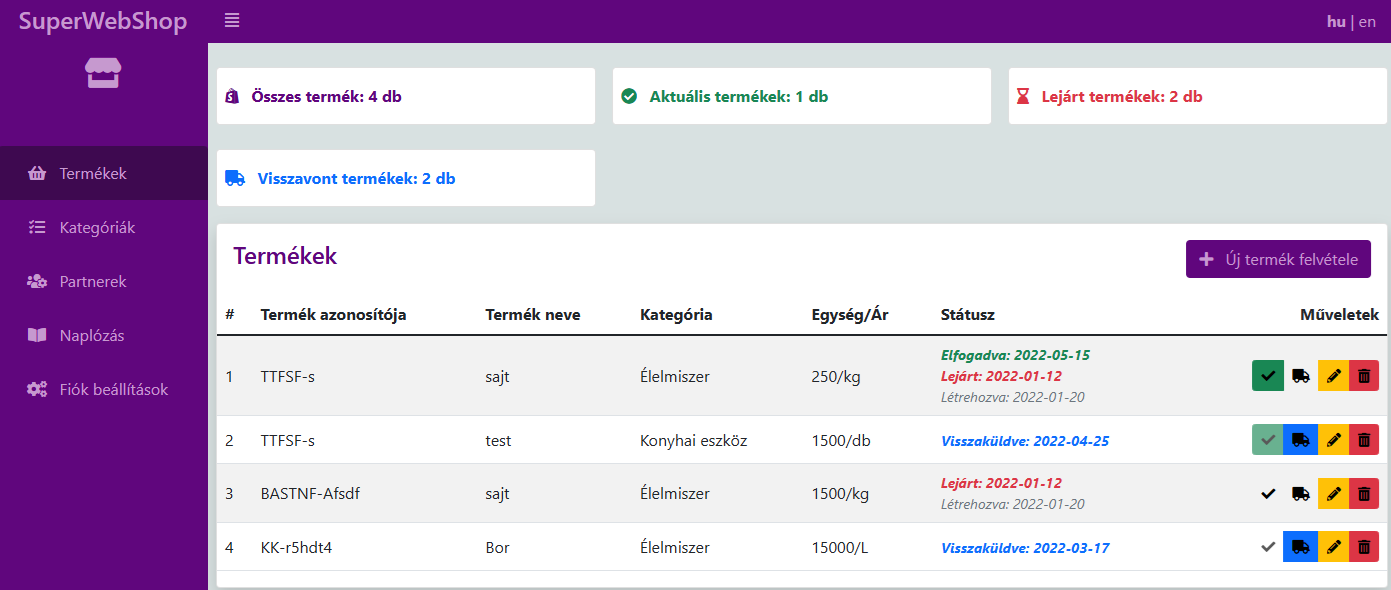 SuperWebShop
hu | en
Összes termék: 4 db
Aktuális termékek: 1 db
Lejárt termékek: 2 db
Visszavont termékek: 2 db
Termékek
Kategóriák
Partnerek
Naplózás
Fiók beállítások
Termékek
Új termék felvétele
# Termék azonosítója Termék neve Kategória Egység/Ár Státusz Műveletek
1 TTFSF-s sajt Élelmiszer 250/kg Elfogadva: 2022-05-15
Lejárt: 2022-01-12
Létrehozva: 2022-01-20
2 TTFSF-s test Konyhai eszköz 1500/db Visszaküldve: 2022-04-25
3 BASTNF-Afsdf sajt Élelmiszer 1500/kg Lejárt: 2022-01-12
Létrehozva: 2022-01-20
4 KK-r5hdt4 Bor Élelmiszer 15000/L Visszaküldve: 2022-03-17